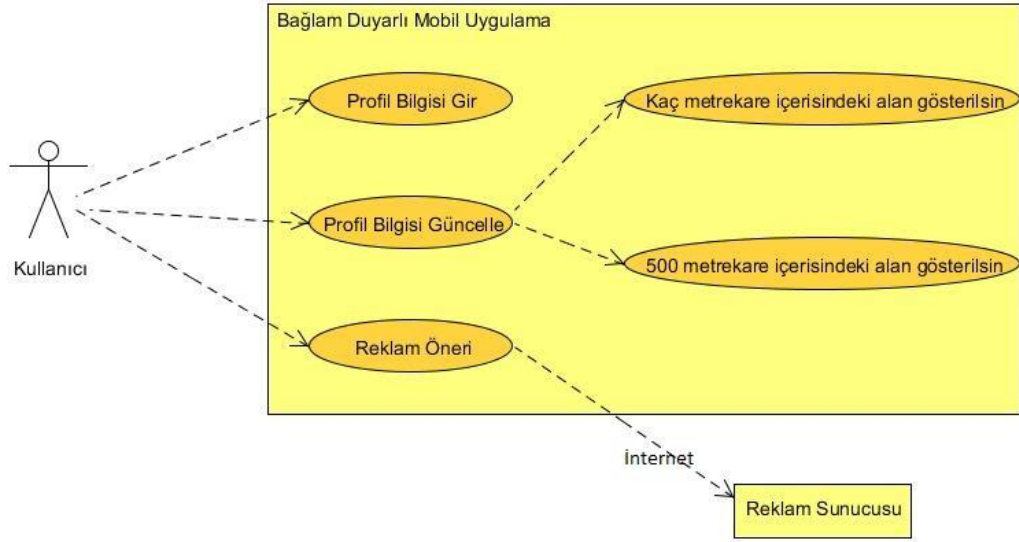 Bağlam Duyarlı Mobil Uygulama
Profil Bilgisi Gir
Kaç metrekare içerisindeki alan gösterilsin
Profil Bilgisi Güncelle
500 metrekare içerisindeki alan gösterilsin
Kullanıcı
Reklam Öneri
İnternet
Reklam Sunucusu